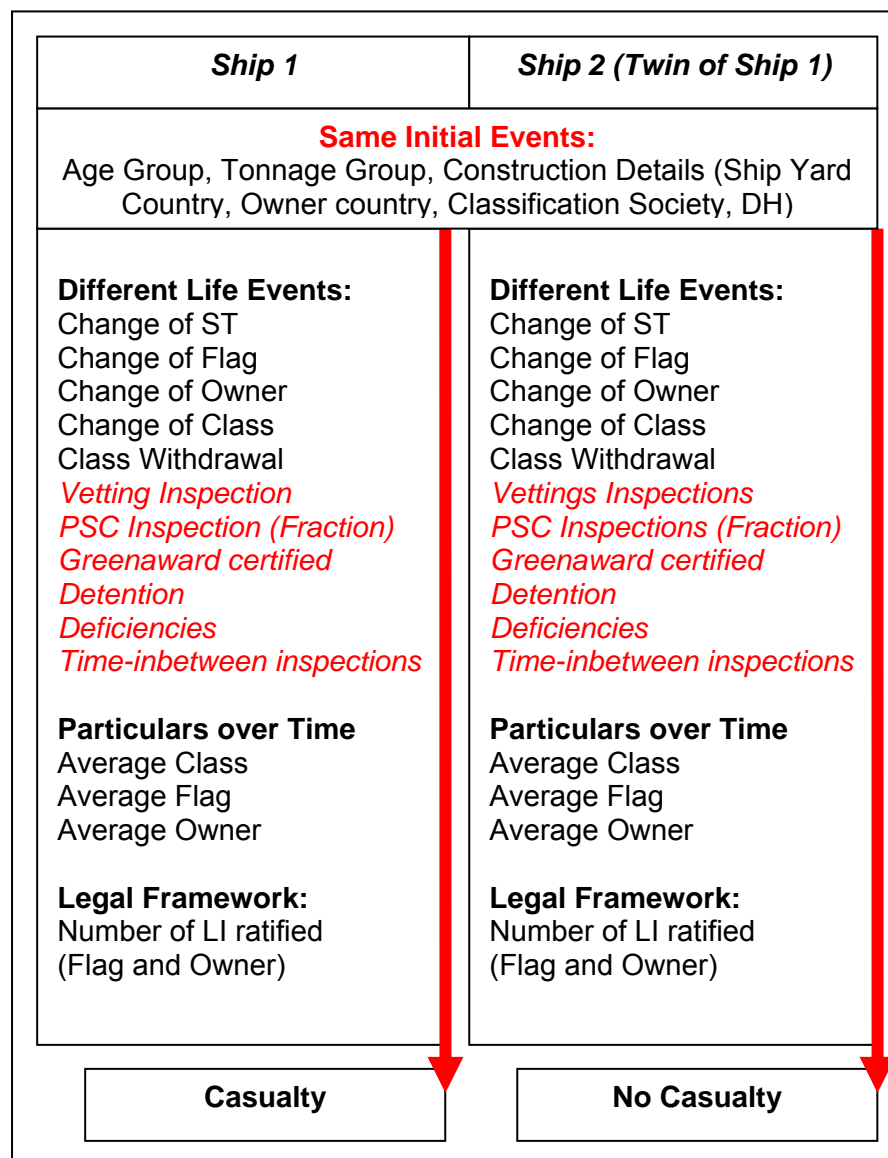 Ship 1
Ship 2 (Twin of Ship 1)
Same Initial Events:
Age Group, Tonnage Group, Construction Details (Ship Yard
Country, Owner country, Classification Society, DH)
Different Life Events:
Change of ST
Change of Flag
Change of Owner
Change of Class
Class Withdrawal
Vetting Inspection
PSC Inspection (Fraction)
Greenaward certified
Detention
Deficiencies
Time-inbetween inspections
Particulars over Time
Average Class
Average Flag
Average Owner
Legal Framework:
Number of LI ratified
(Flag and Owner)
Different Life Events:
Change of ST
Change of Flag
Change of Owner
Change of Class
Class Withdrawal
Vettings Inspections
PSC Inspections (Fraction)
Greenaward certified
Detention
Deficiencies
Time-inbetween inspections
Particulars over Time
Average Class
Average Flag
Average Owner
Legal Framework:
Number of LI ratified
(Flag and Owner)
Casualty
No Casualty